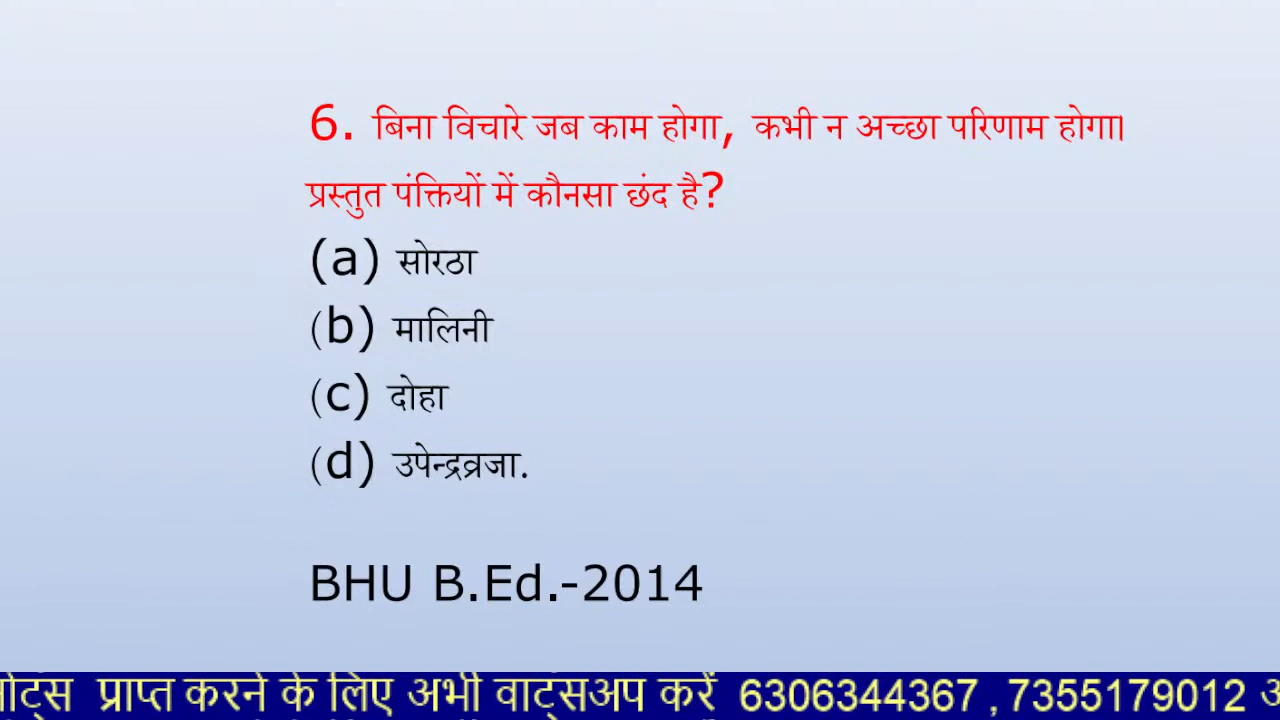 6. बिना विचारे जब काम होगा, कभी न अच्छा परिणाम होगा।
प्रस्तुत पंक्तियों में कौनसा छंद है?
(a) सोरठा
(b) मालिनी
(c) दोहा
(d) उपेन्द्रव्रजा.
BHU B.Ed.-2014
प्राप्त करने के लिए अभी वाट्सअप करें 6306344367 , 7355179012